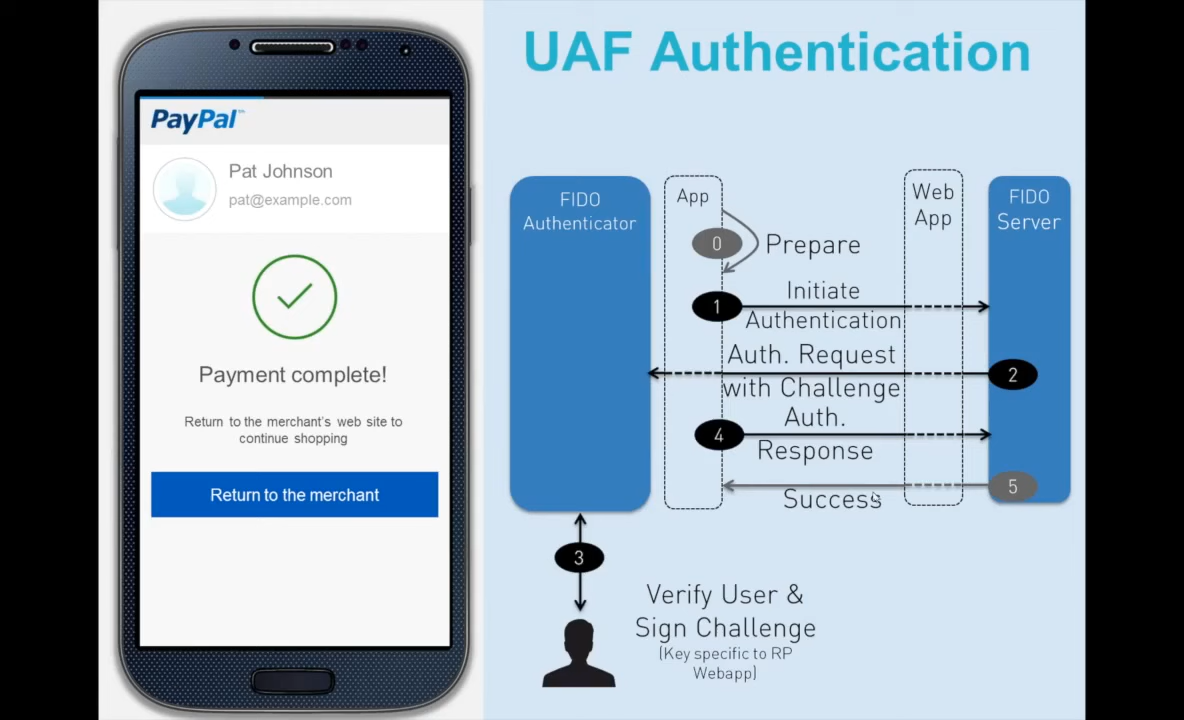 UAF Authentication
PayPal™
Pat Johnson
pat@example.com
Payment complete!
Return to the merchant's web site to
continue shopping
Return to the merchant
FIDO
Authenticator
App
Web
App
FIDO
Server
0
Prepare
1
Initiate
Authentication
Auth. Request
with Challenge
2
Auth.
Response
4
Success
5
3
Verify User &
Sign Challenge
(Key specific to RP
Webapp)